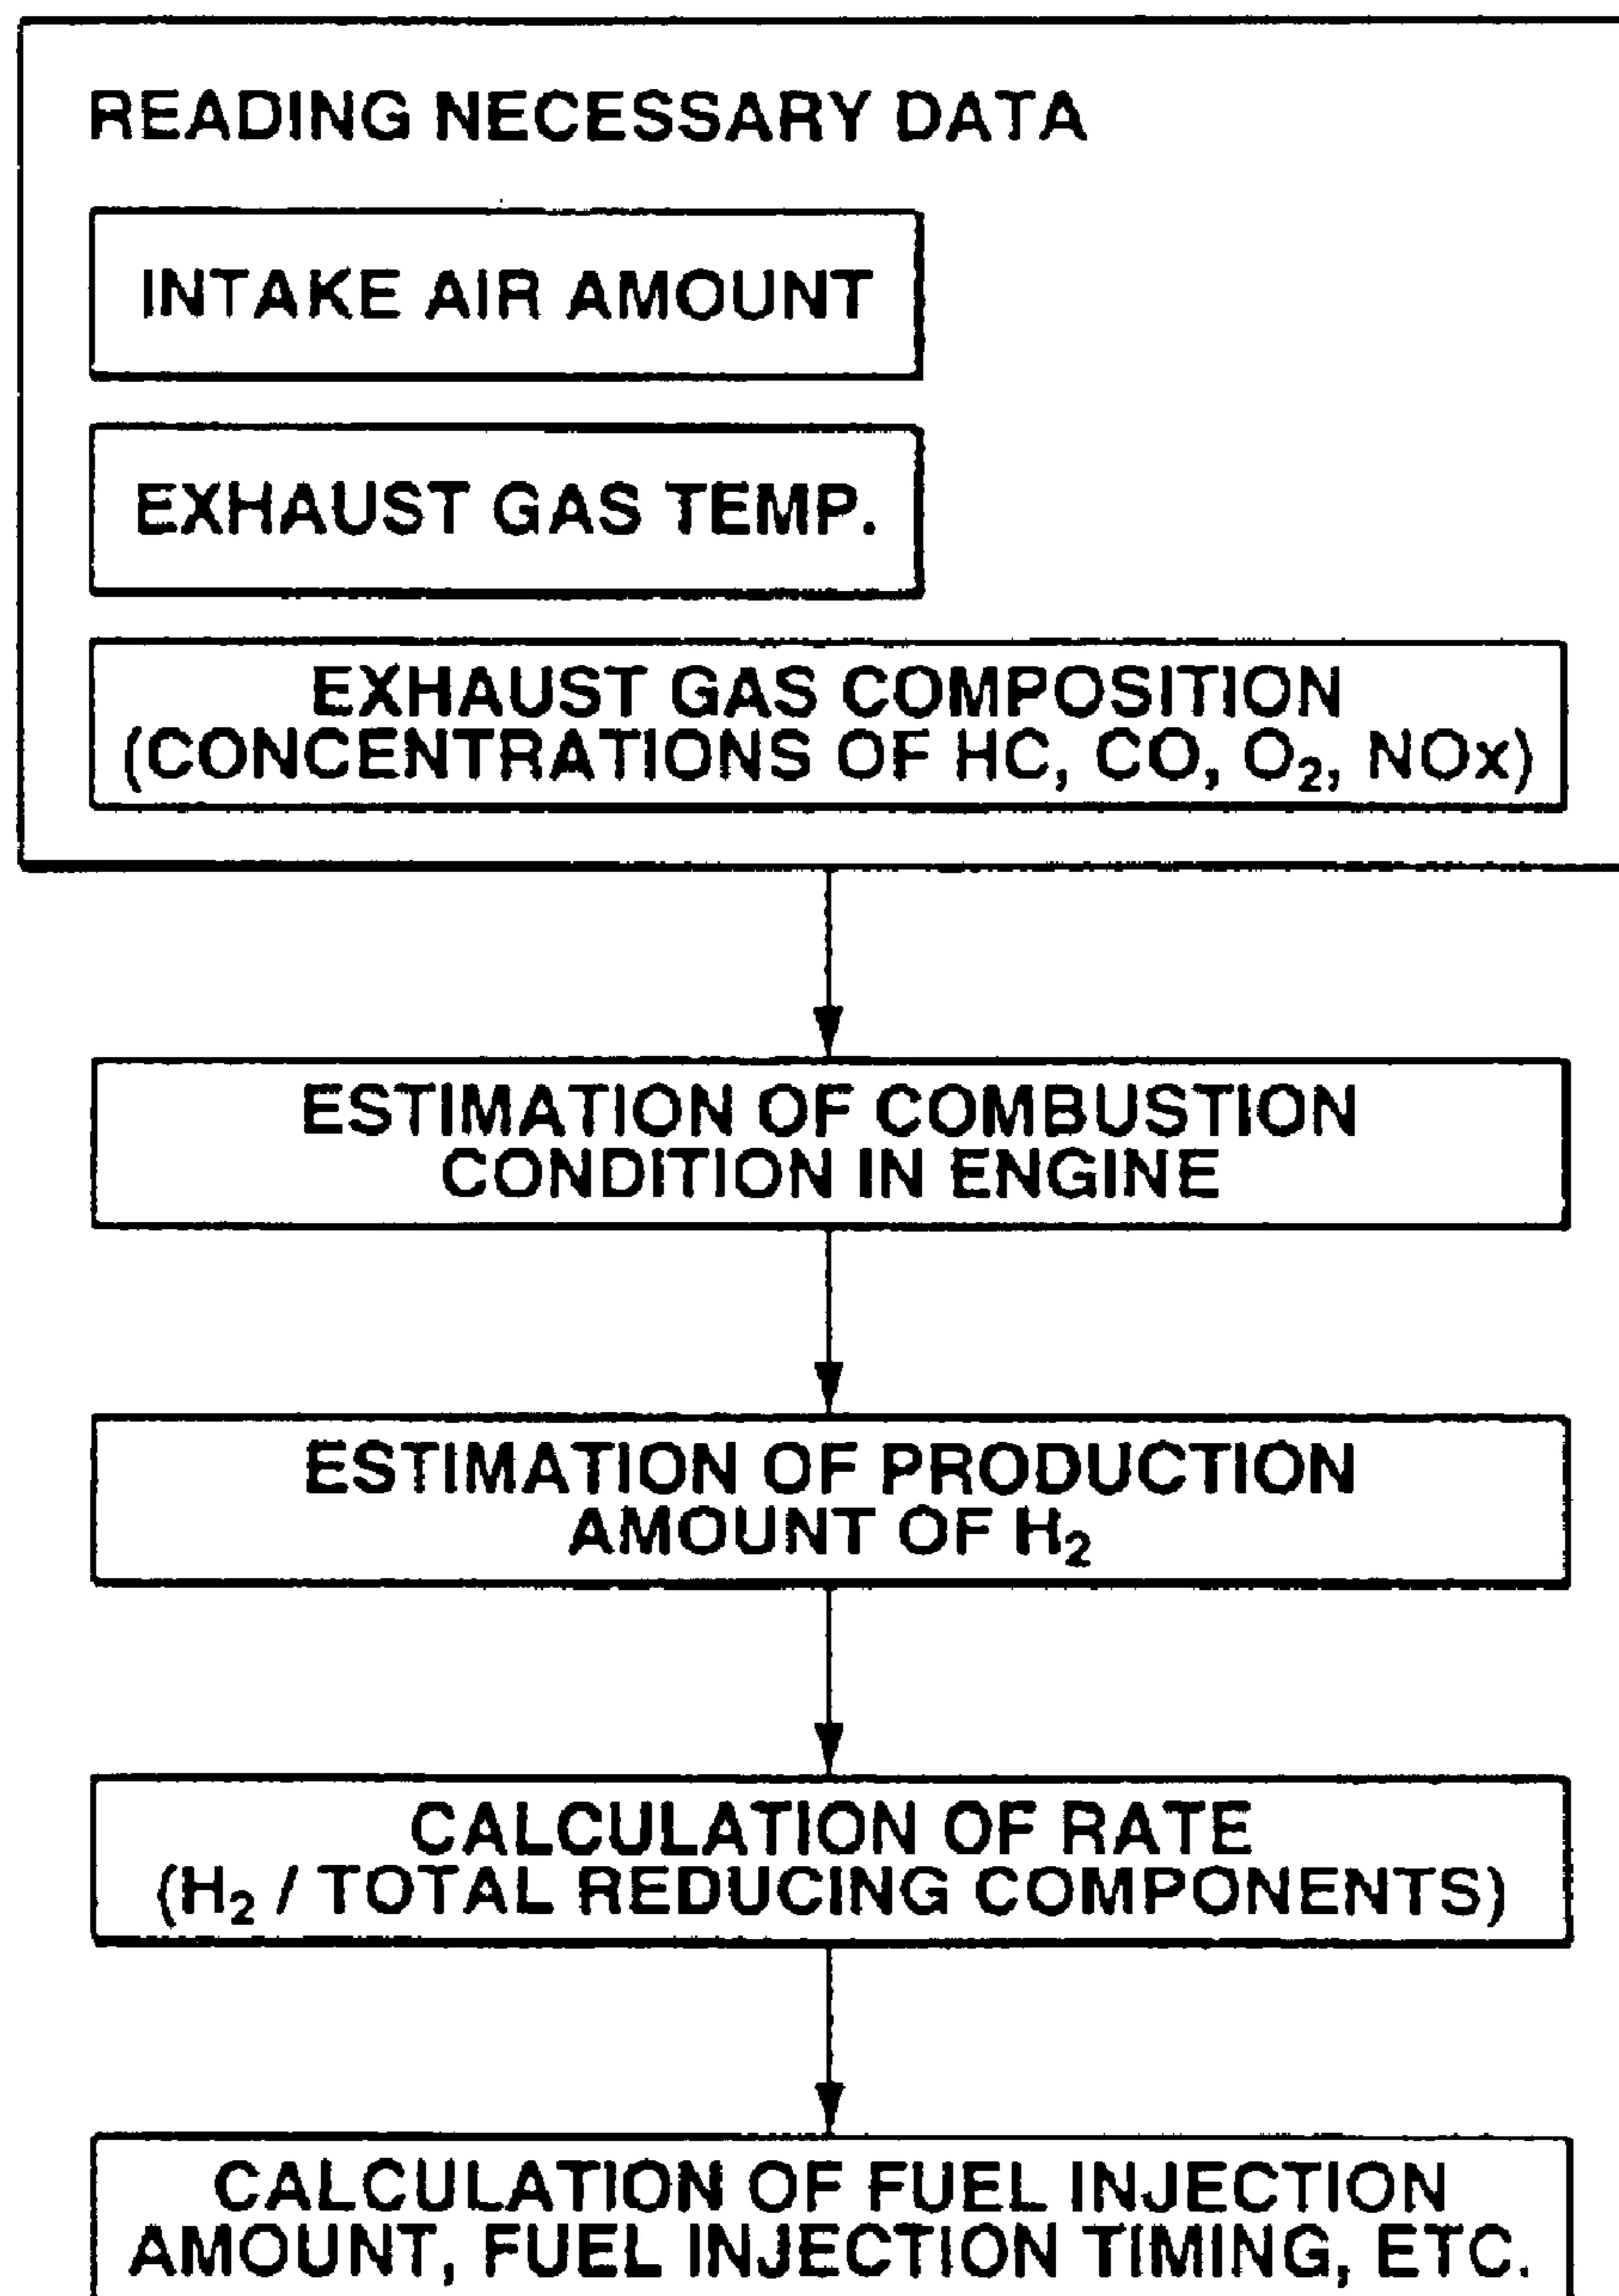 READING NECESSARY DATA
INTAKE AIR AMOUNT
EXHAUST GAS TEMP.
EXHAUST GAS COMPOSITION
(CONCENTRATIONS OF HC, CO, O₂, NOx)
ESTIMATION OF COMBUSTION
CONDITION IN ENGINE
ESTIMATION OF PRODUCTION
AMOUNT OF H₂
CALCULATION OF RATE
(H₂ / TOTAL REDUCING COMPONENTS)
CALCULATION OF FUEL INJECTION
AMOUNT, FUEL INJECTION TIMING, ETC.